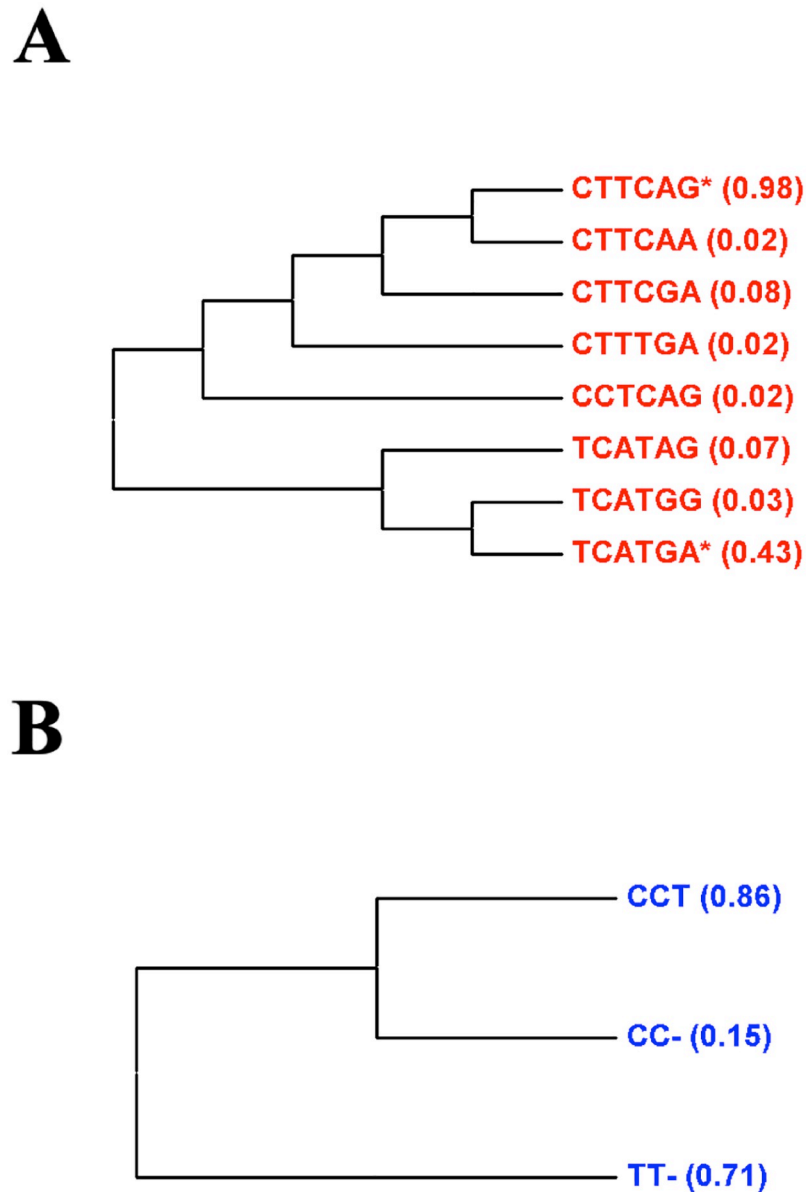 A
CTTCAG* (0.98)
CTTCAA (0.02)
CTTCGA (0.08)
CTTTGA (0.02)
CCTCAG (0.02)
TCATAG (0.07)
TCATGG (0.03)
TCATGA* (0.43)
B
CCT (0.86)
CC- (0.15)
TT- (0.71)